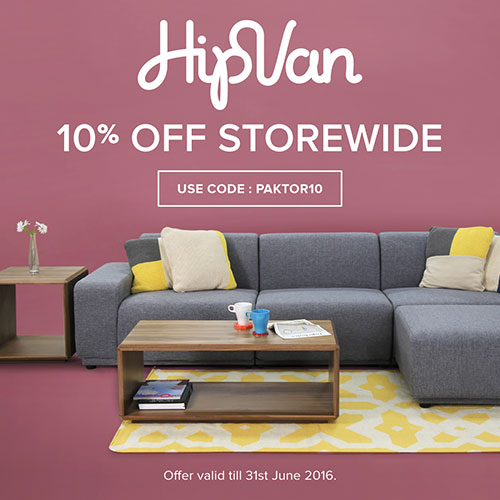 HipVan
10% OFF STOREWIDE
USE CODE : PAKTOR10
Offer valid till 31st June 2016.